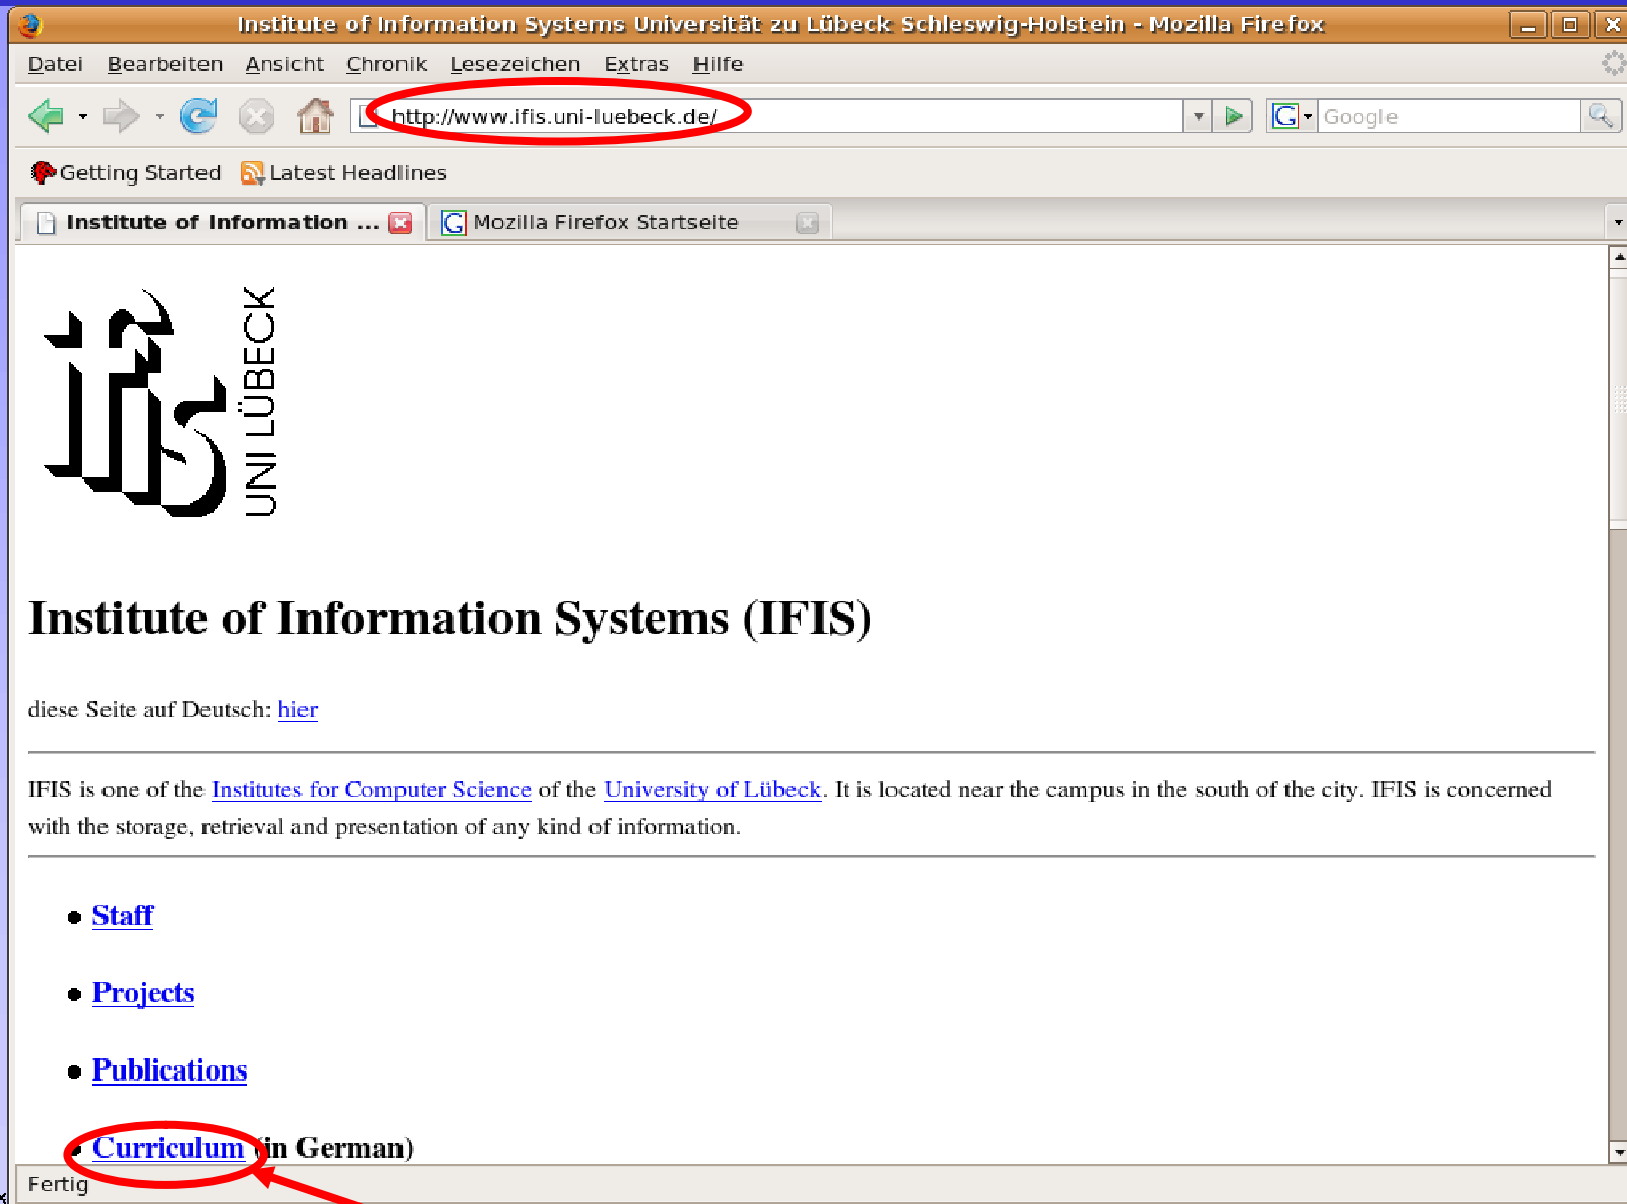 Institute of Information Systems Universität zu Lübeck Schleswig-Holstein - Mozilla Firefox
Datei Bearbeiten Ansicht Chronik Lesezeichen Extras Hilfe
http://www.ifis.uni-luebeck.de/
G Google
Getting Started Latest Headlines
Institute of Information ... G Mozilla Firefox Startseite
ifis
UNI LÜBECK
Institute of Information Systems (IFIS)
diese Seite auf Deutsch: hier
IFIS is one of the Institutes for Computer Science of the University of Lübeck. It is located near the campus in the south of the city. IFIS is concerned
with the storage, retrieval and presentation of any kind of information.
Staff
Projects
Publications
Curriculum (in German)
Fertig